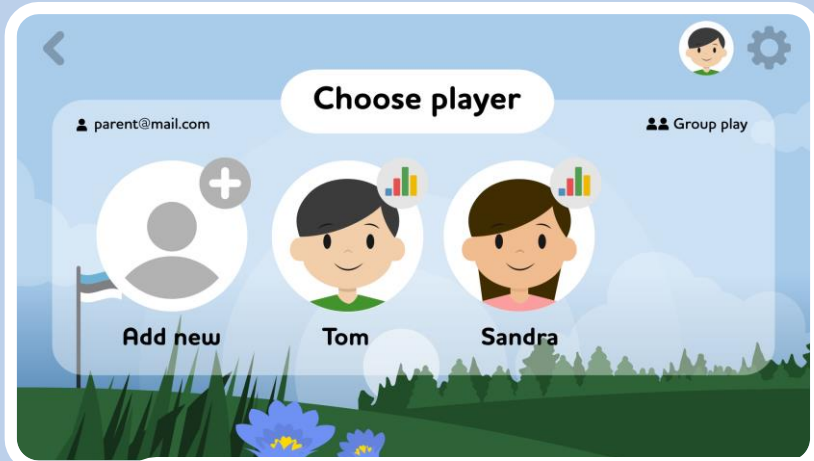 Choose player
parent@mail.com
Group play
Add new
Tom
Sandra